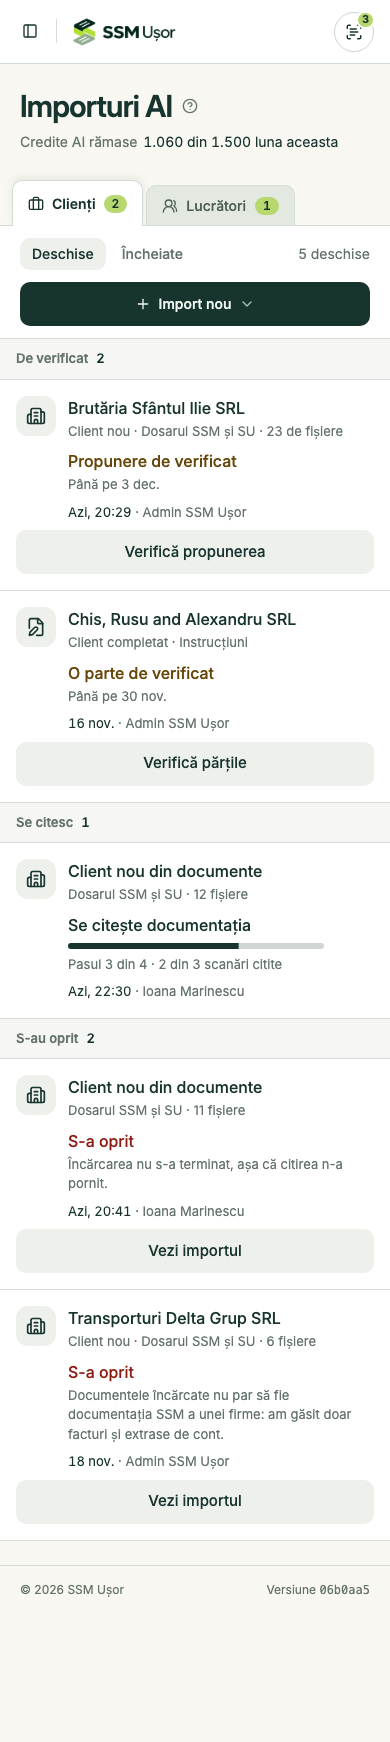 SSM Ușor
3
Importuri AI
Credite AI rămase 1.060 din 1.500 luna aceasta
Clienți 2
Lucrători 1
Deschise
Încheiate
5 deschise
Import nou
De verificat 2
Brutăria Sfântul Ilie SRL
Client nou · Dosarul SSM și SU · 23 de fișiere
Propunere de verificat
Până pe 3 dec.
Azi, 20:29 · Admin SSM Ușor
Verifică propunerea
Chis, Rusu and Alexandru SRL
Client completat · Instrucțiuni
O parte de verificat
Până pe 30 nov.
16 nov. · Admin SSM Ușor
Verifică părțile
Se citesc 1
Client nou din documente
Dosarul SSM și SU · 12 fișiere
Se citește documentația
Pasul 3 din 4 · 2 din 3 scanări citite
Azi, 22:30 · Ioana Marinescu
S-au oprit 2
Client nou din documente
Dosarul SSM și SU · 11 fișiere
S-a oprit
Încărcarea nu s-a terminat, așa că citirea n-a
pornit.
Azi, 20:41 · Ioana Marinescu
Vezi importul
Transporturi Delta Grup SRL
Client nou · Dosarul SSM și SU · 6 fișiere
S-a oprit
Documentele încărcate nu par să fie
documentația SSM a unei firme: am găsit doar
facturi și extrase de cont.
18 nov. · Admin SSM Ușor
Vezi importul
© 2026 SSM Ușor
Versiune 06b0aa5